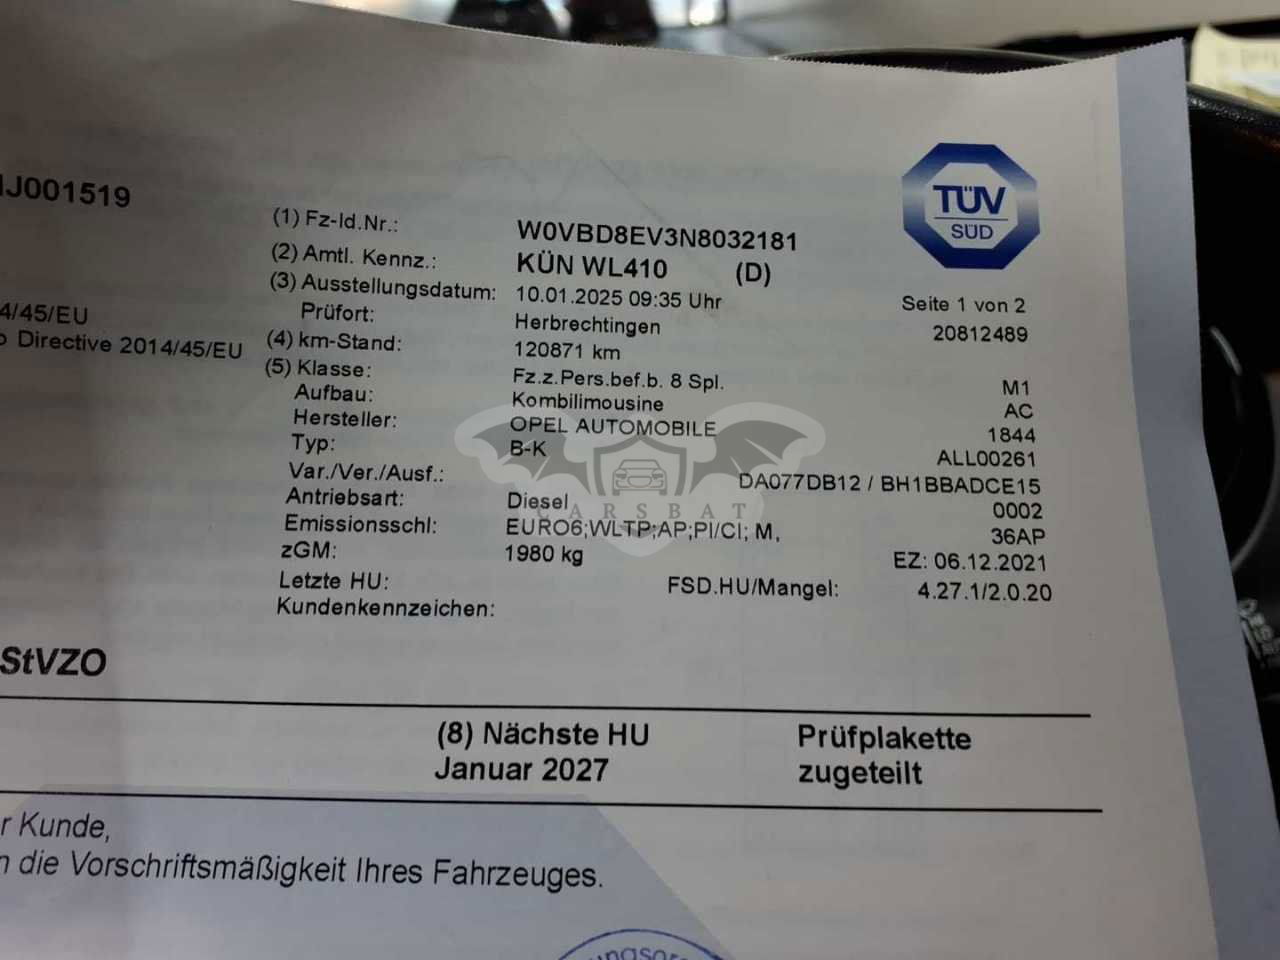 IJ001519
TÜV
SÜD
(1) Fz-Id.Nr.: W0VBD8EV3N8032181
(2) Amtl. Kennz.: KÜN WL410 (D)
(3) Ausstellungsdatum: 10.01.2025 09:35 Uhr Seite 1 von 2
4/45/EU Prüfort: Herbrechtingen 20812489
Directive 2014/45/EU (4) km-Stand: 120871 km
(5) Klasse: Fz.z.Pers.bef.b. 8 Spl. M1
Aufbau: Kombilimousine AC
Hersteller: OPEL AUTOMOBILE 1844
Typ: B-K ALL00261
Var./Ver./Ausf.: DA077DB12 / BH1BBADCE15
Antriebsart: Diesel 0002
Emissionsschl: EURO6;WLTP;AP;PI/CI; M, 36AP
zGM: 1980 kg EZ: 06.12.2021
Letzte HU: FSD.HU/Mangel: 4.27.1/2.0.20
Kundenkennzeichen:
CARSBAT
StVZO
(8) Nächste HU Prüfplakette
Januar 2027 zugeteilt
r Kunde,
n die Vorschriftsmäßigkeit Ihres Fahrzeuges.